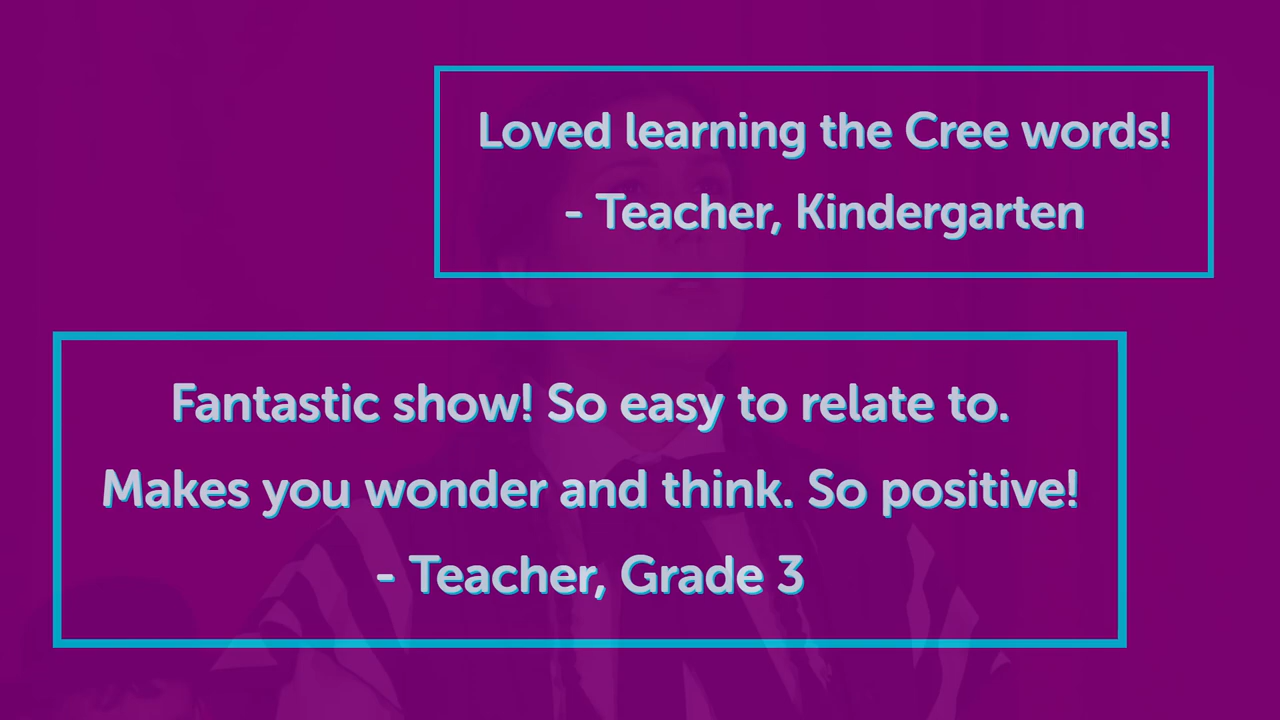 Loved learning the Cree words!
- Teacher, Kindergarten
Fantastic show! So easy to relate to.
Makes you wonder and think. So positive!
- Teacher, Grade 3